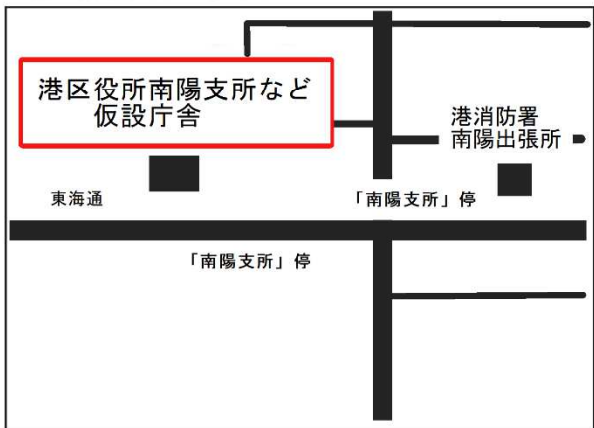 港区役所南陽支所など
仮設庁舎
港消防署
南陽出張所
東海通
「南陽支所」停
「南陽支所」停